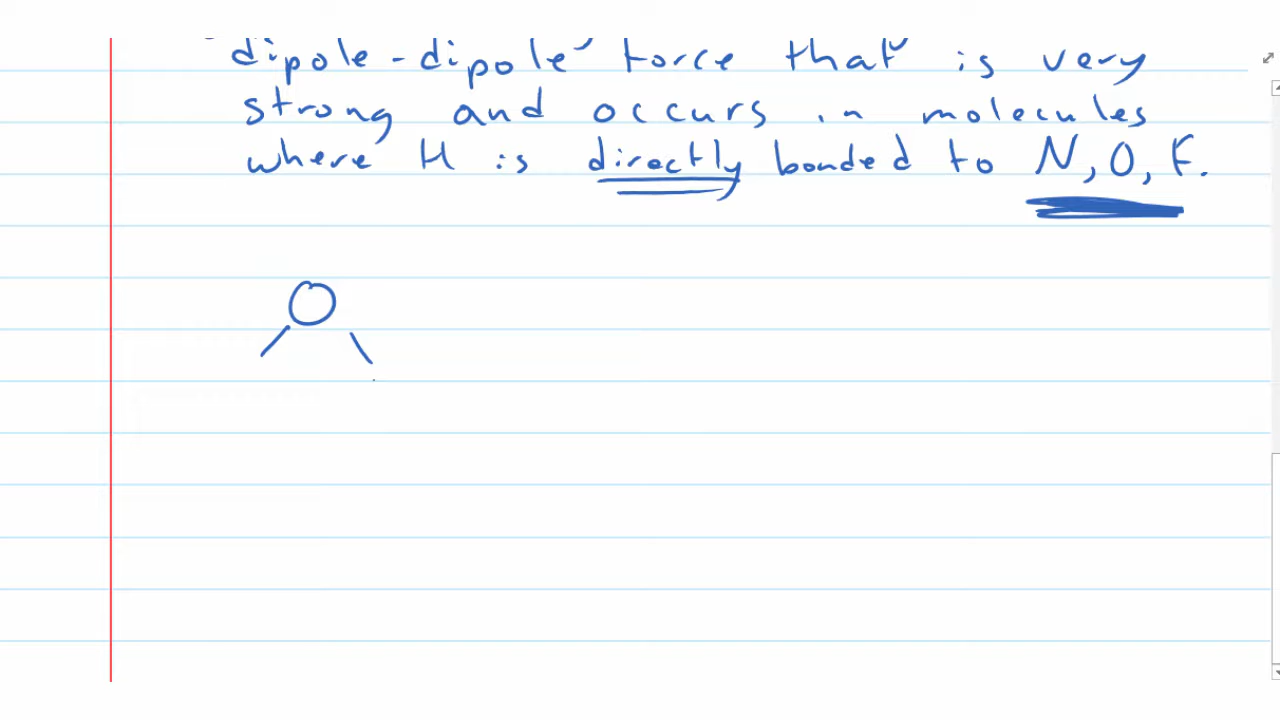 dipole-dipole force that is very
strong and occurs in molecules
where H is directly bonded to N, O, F.
O